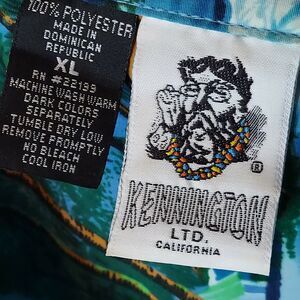 100% POLYESTER
MADE IN
DOMINICAN
REPUBLIC
XL
RN #22199
MACHINE WASH WARM
DARK COLORS
SEPARATELY
TUMBLE DRY LOW
REMOVE PROMPTLY
NO BLEACH
COOL IRON
®
KENNINGTON
LTD.
CALIFORNIA